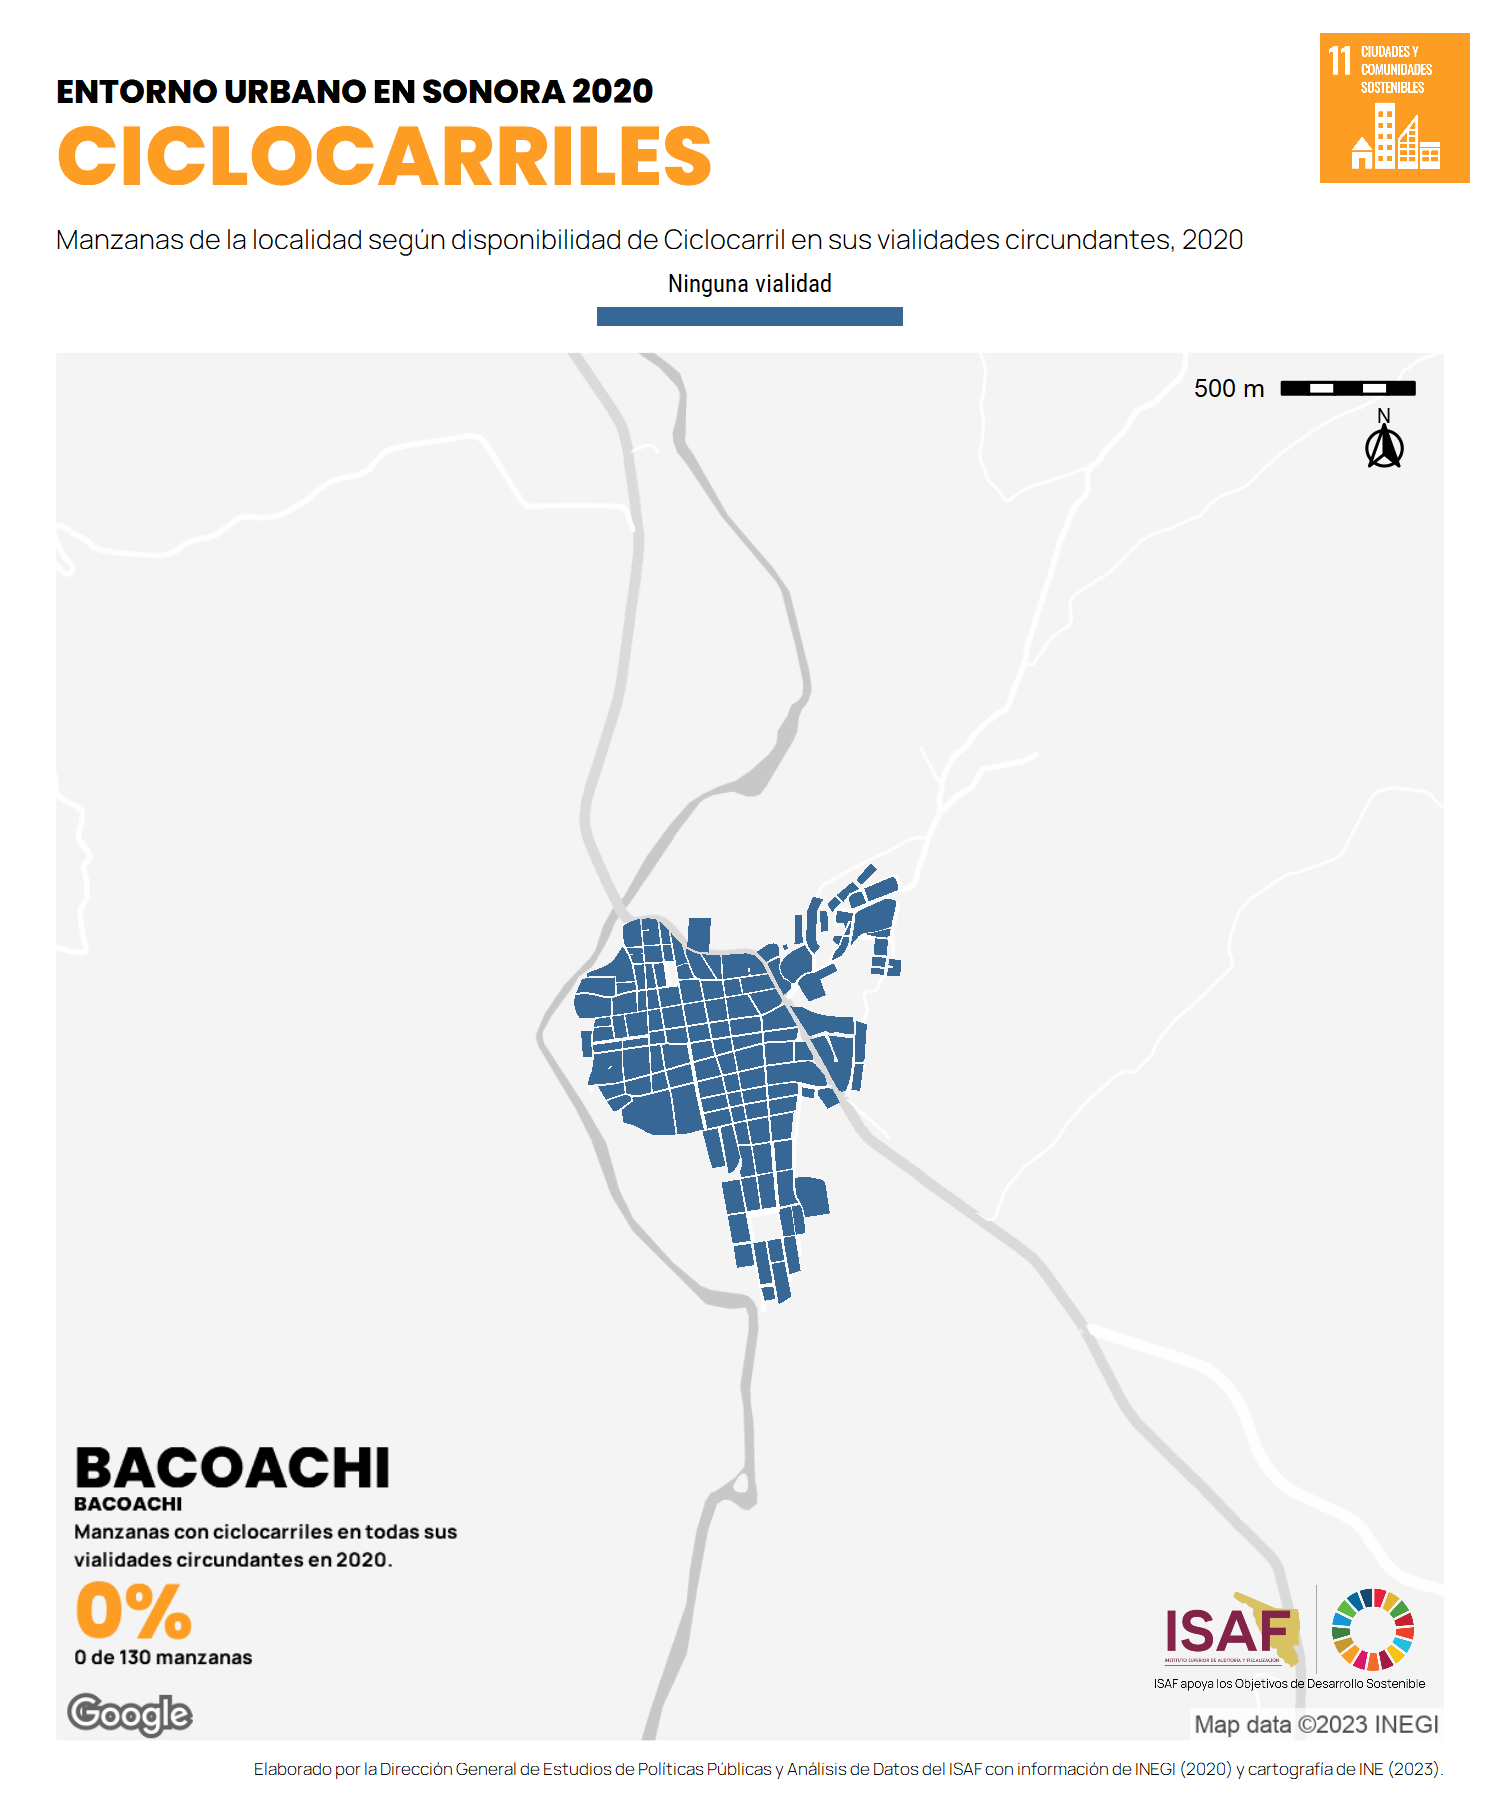 11 CIUDADES Y
COMUNIDADES
SOSTENIBLES
ENTORNO URBANO EN SONORA 2020
CICLOCARRILES
Manzanas de la localidad según disponibilidad de Ciclocarril en sus vialidades circundantes, 2020
Ninguna vialidad
500 m
N
BACOACHI
BACOACHI
Manzanas con ciclocarriles en todas sus
vialidades circundantes en 2020.
0%
0 de 130 manzanas
Google
ISAF
INSTITUTO SUPERIOR DE AUDITORÍA Y FISCALIZACIÓN
ISAF apoya los Objetivos de Desarrollo Sostenible
Map data ©2023 INEGI
Elaborado por la Dirección General de Estudios de Políticas Públicas y Análisis de Datos del ISAF con información de INEGI (2020) y cartografía de INE (2023).